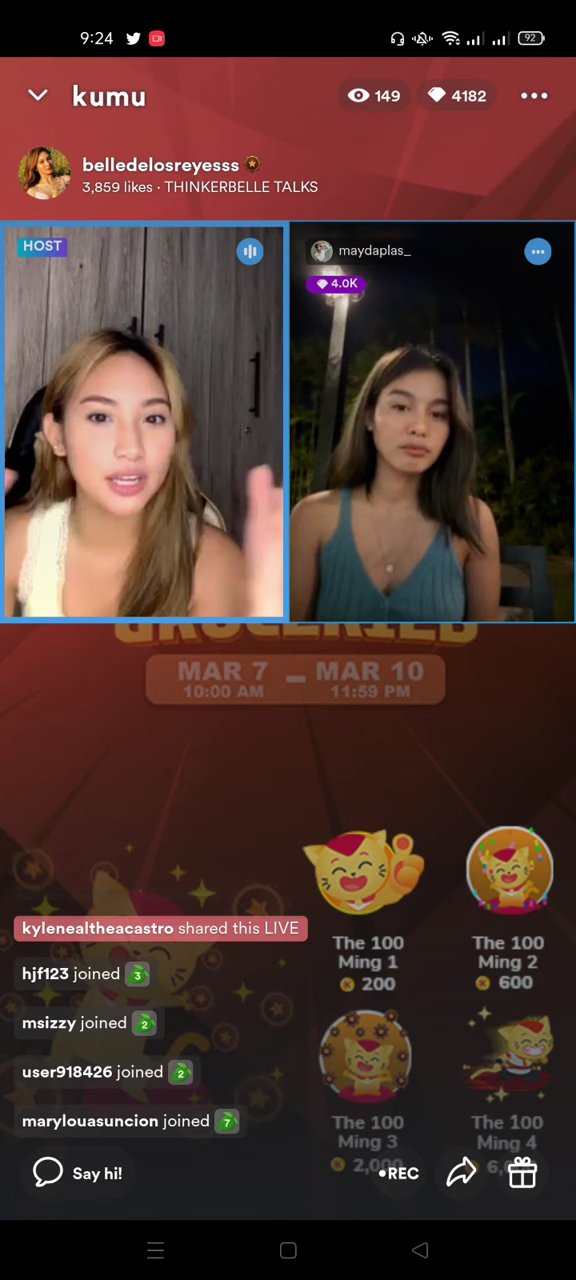 9:24
92
kumu
149
4182
belledelosreyesss
3,859 likes · THINKERBELLE TALKS
HOST
maydaplas_
4.0K
GROCERIED
MAR 7 – MAR 10
10:00 AM 11:59 PM
The 100 Ming 1
200
The 100 Ming 2
600
kylenealtheacastro shared this LIVE
hjf123 joined 3
msizzy joined 2
user918426 joined 2
marylouasuncion joined 7
The 100 Ming 3
2,000
The 100 Ming 4
Say hi!
•REC